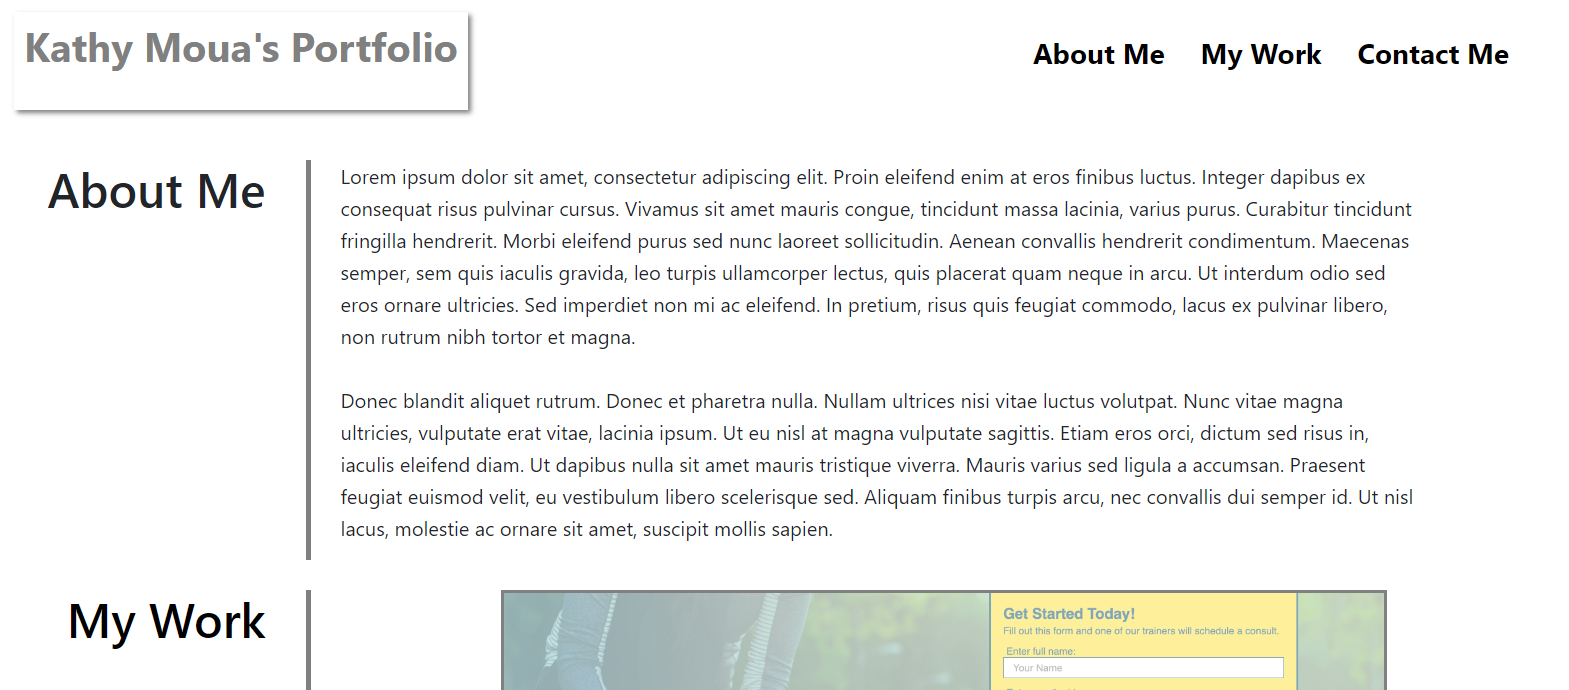 Kathy Moua's Portfolio
About Me My Work Contact Me
About Me
Lorem ipsum dolor sit amet, consectetur adipiscing elit. Proin eleifend enim at eros finibus luctus. Integer dapibus ex
consequat risus pulvinar cursus. Vivamus sit amet mauris congue, tincidunt massa lacinia, varius purus. Curabitur tincidunt
fringilla hendrerit. Morbi eleifend purus sed nunc laoreet sollicitudin. Aenean convallis hendrerit condimentum. Maecenas
semper, sem quis iaculis gravida, leo turpis ullamcorper lectus, quis placerat quam neque in arcu. Ut interdum odio sed
eros ornare ultricies. Sed imperdiet non mi ac eleifend. In pretium, risus quis feugiat commodo, lacus ex pulvinar libero,
non rutrum nibh tortor et magna.
Donec blandit aliquet rutrum. Donec et pharetra nulla. Nullam ultrices nisi vitae luctus volutpat. Nunc vitae magna
ultricies, vulputate erat vitae, lacinia ipsum. Ut eu nisl at magna vulputate sagittis. Etiam eros orci, dictum sed risus in,
iaculis eleifend diam. Ut dapibus nulla sit amet mauris tristique viverra. Mauris varius sed ligula a accumsan. Praesent
feugiat euismod velit, eu vestibulum libero scelerisque sed. Aliquam finibus turpis arcu, nec convallis dui semper id. Ut nisl
lacus, molestie ac ornare sit amet, suscipit mollis sapien.
My Work
Get Started Today!
Fill out this form and one of our trainers will schedule a consult.
Enter full name:
Your Name